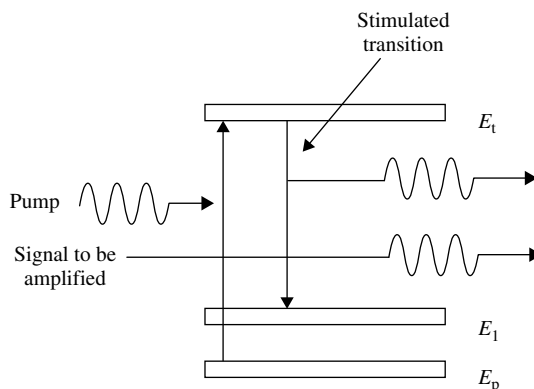 Stimulated
transition
E_t
Pump
Signal to be
amplified
E_1
E_p